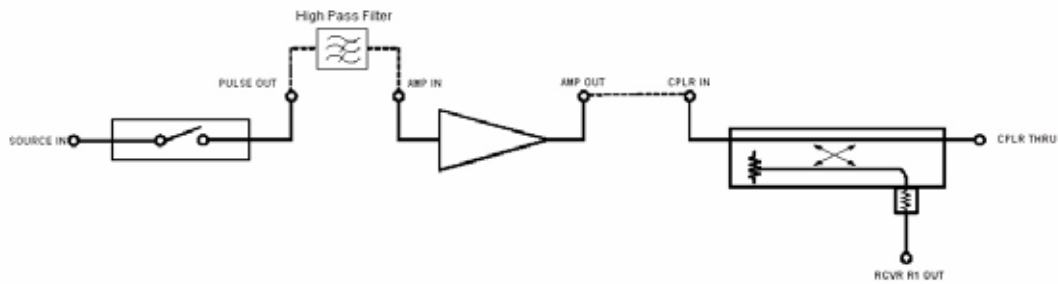 High Pass Filter
PULSE OUT
AMP IN
AMP OUT
CPLR IN
SOURCE IN
CPLR THRU
RCVR R1 OUT